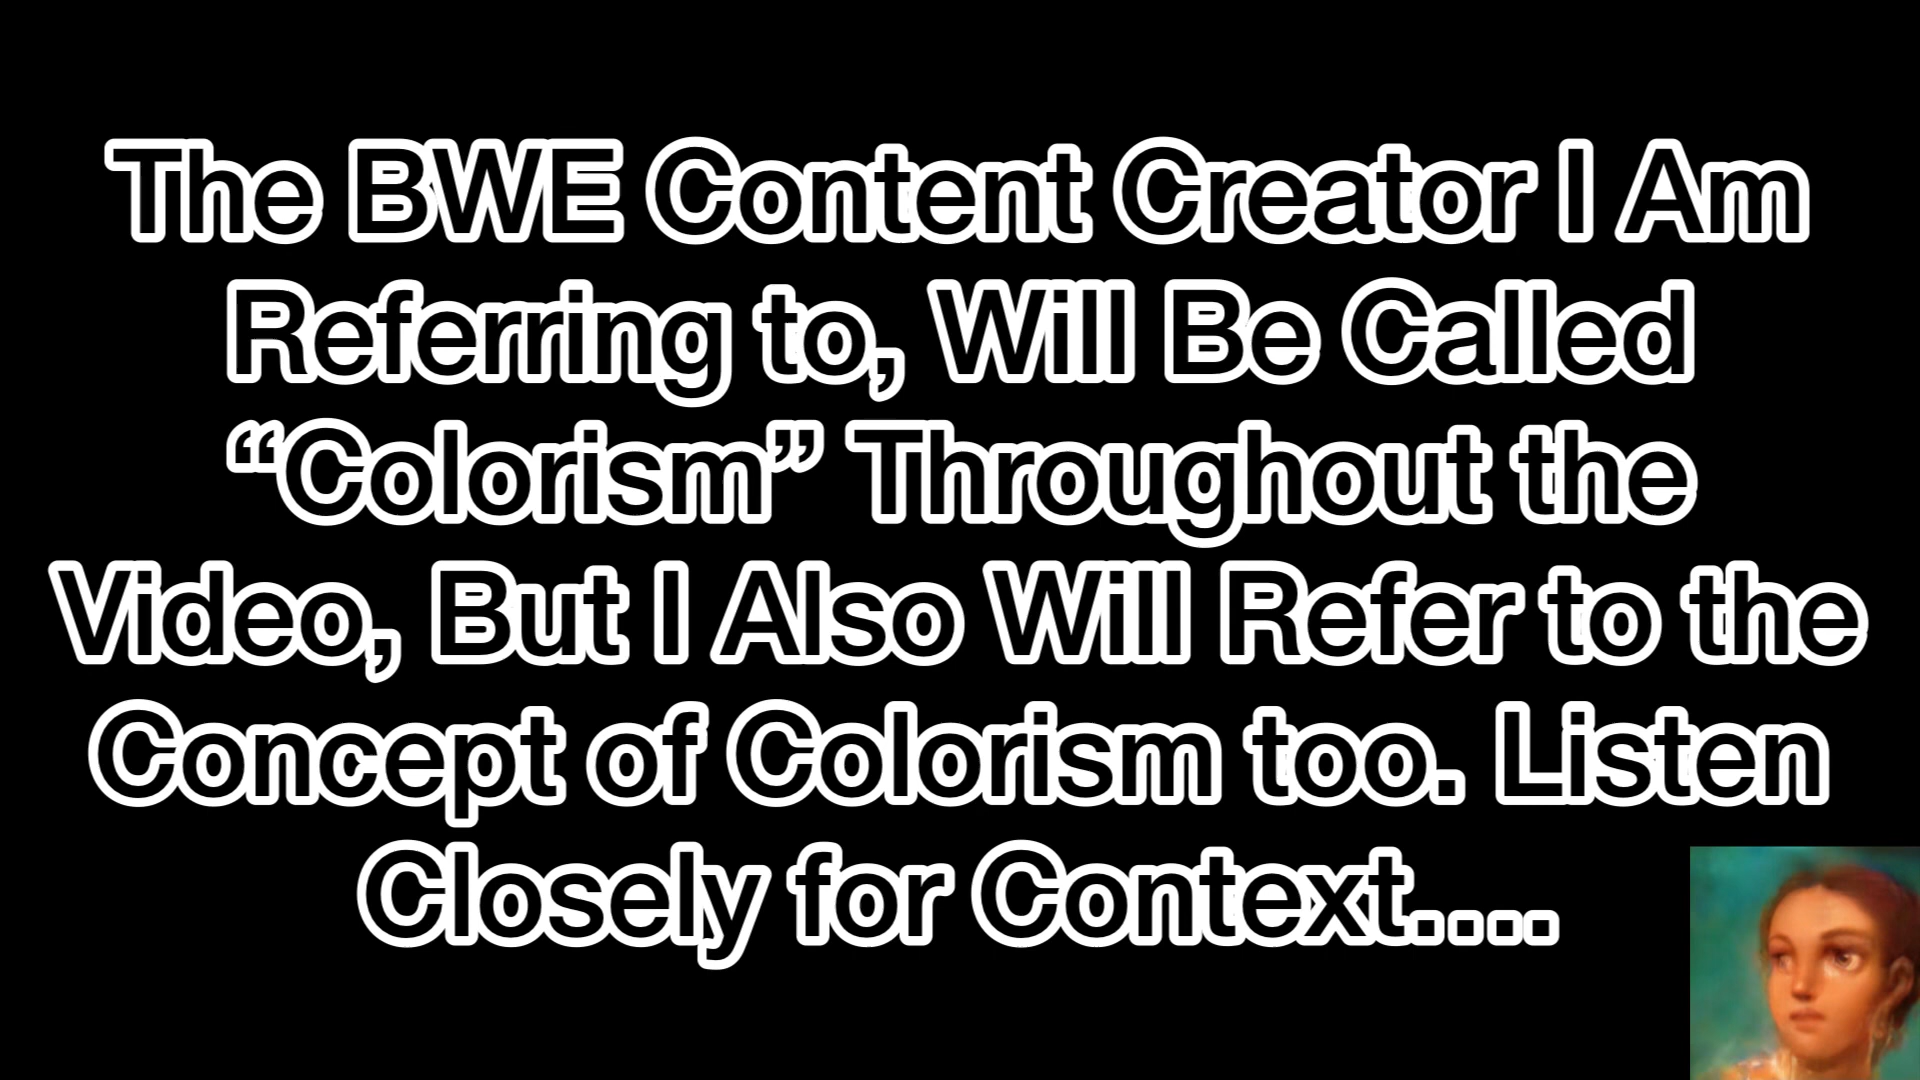 The BWE Content Creator I Am
Referring to, Will Be Called
“Colorism” Throughout the
Video, But I Also Will Refer to the
Concept of Colorism too. Listen
Closely for Context....